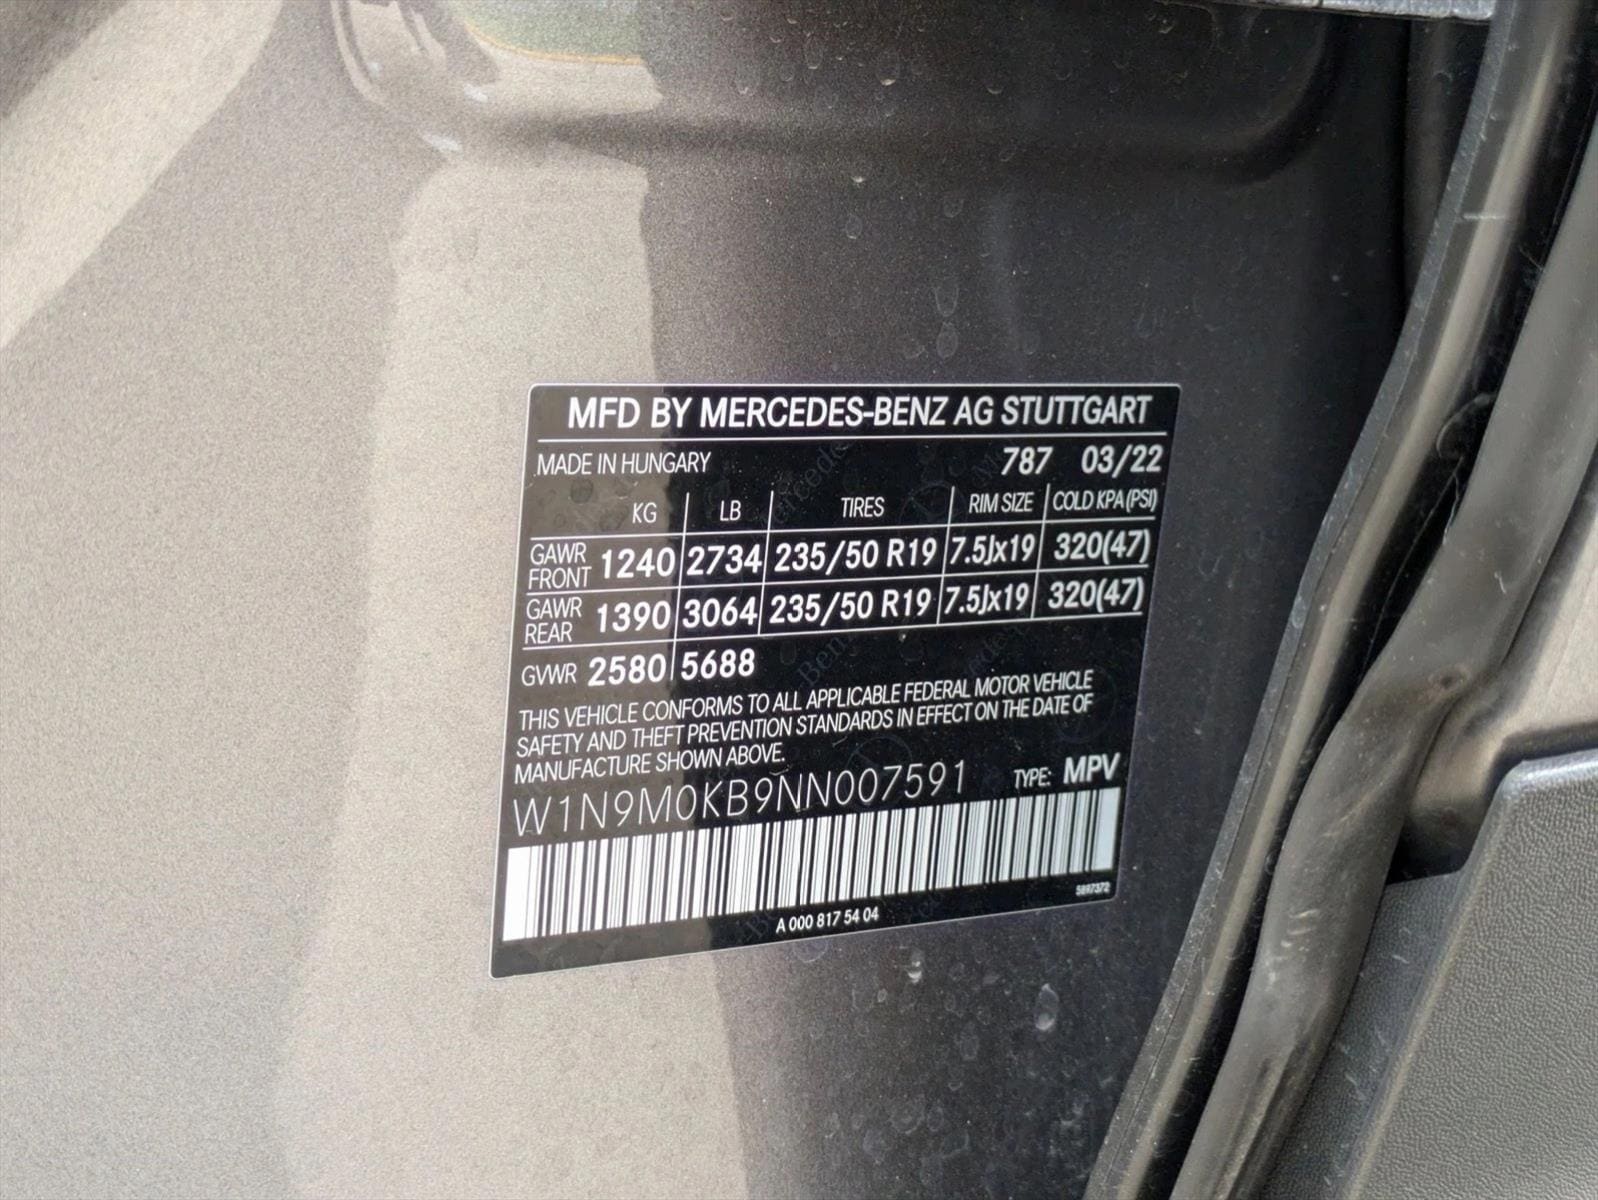 MFD BY MERCEDES-BENZ AG STUTTGART
MADE IN HUNGARY 787 03/22
KG LB TIRES RIM SIZE COLD KPA (PSI)
GAWR FRONT 1240 2734 235/50 R19 7.5Jx19 320(47)
GAWR REAR 1390 3064 235/50 R19 7.5Jx19 320(47)
GVWR 2580 5688
THIS VEHICLE CONFORMS TO ALL APPLICABLE FEDERAL MOTOR VEHICLE
SAFETY AND THEFT PREVENTION STANDARDS IN EFFECT ON THE DATE OF
MANUFACTURE SHOWN ABOVE.
W1N9M0KB9NN007591 TYPE: MPV
5897372
A 000 817 54 04